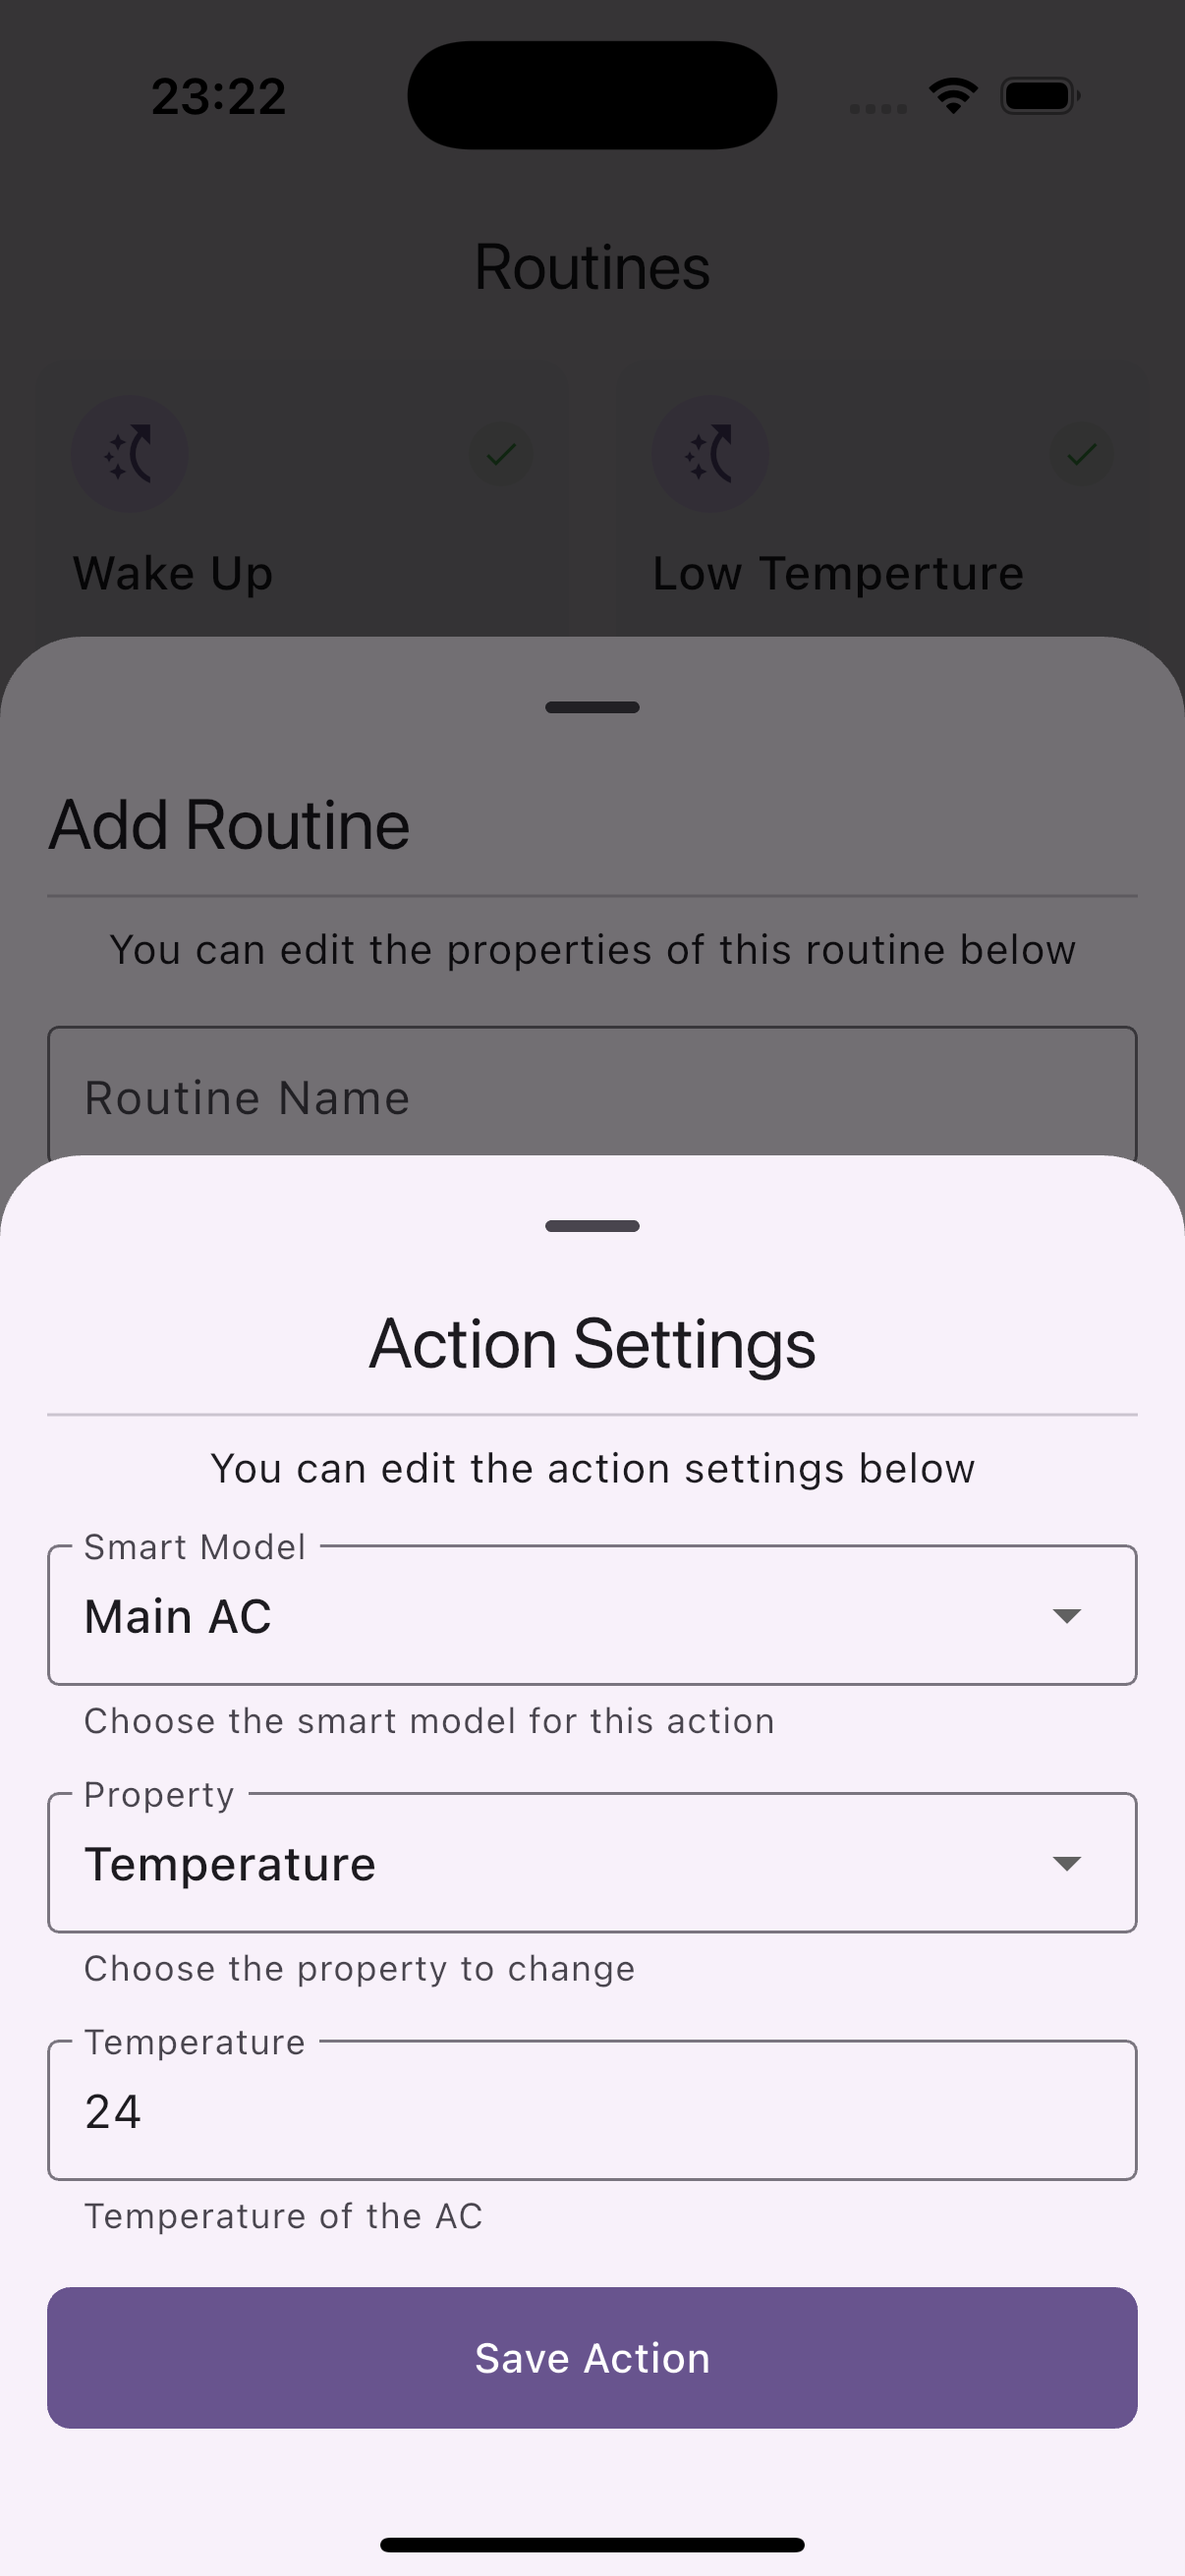 23:22
Routines
Wake Up
Low Temperture
Add Routine
You can edit the properties of this routine below
Routine Name
Action Settings
You can edit the action settings below
Smart Model
Main AC
Choose the smart model for this action
Property
Temperature
Choose the property to change
Temperature
24
Temperature of the AC
Save Action